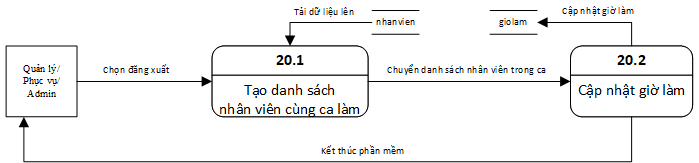 Tải dữ liệu lên
nhanvien
giolam
Cập nhật giờ làm
Quản lý/
Phục vụ/
Admin
Chọn đăng xuất
20.1
Tạo danh sách
nhân viên cùng ca làm
Chuyển danh sách nhân viên trong ca
20.2
Cập nhật giờ làm
Kết thúc phần mềm